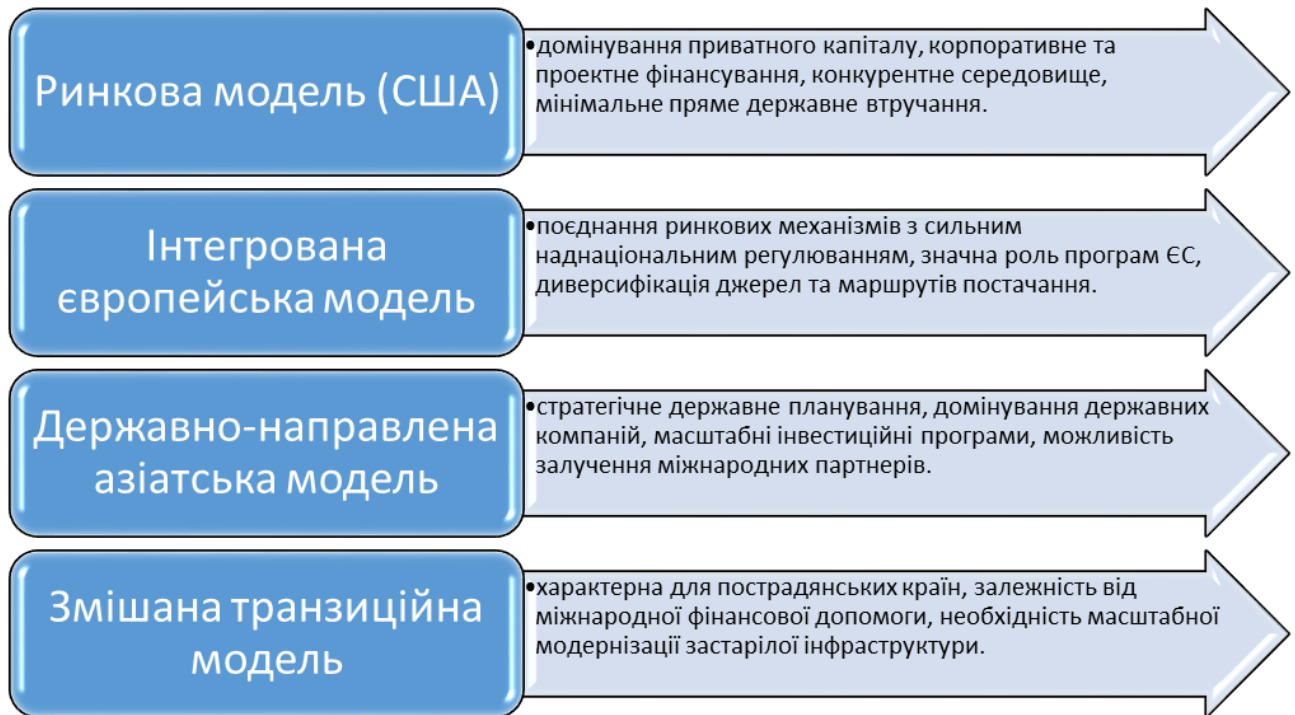 Ринкова модель (США)
•домінування приватного капіталу, корпоративне та
проектне фінансування, конкурентне середовище,
мінімальне пряме державне втручання.
Інтегрована
європейська модель
•поєднання ринкових механізмів з сильним
наднаціональним регулюванням, значна роль програм ЄС,
диверсифікація джерел та маршрутів постачання.
Державно-направлена
азіатська модель
•стратегічне державне планування, домінування державних
компаній, масштабні інвестиційні програми, можливість
залучення міжнародних партнерів.
Змішана транзиційна
модель
•характерна для пострадянських країн, залежність від
міжнародної фінансової допомоги, необхідність масштабної
модернізації застарілої інфраструктури.